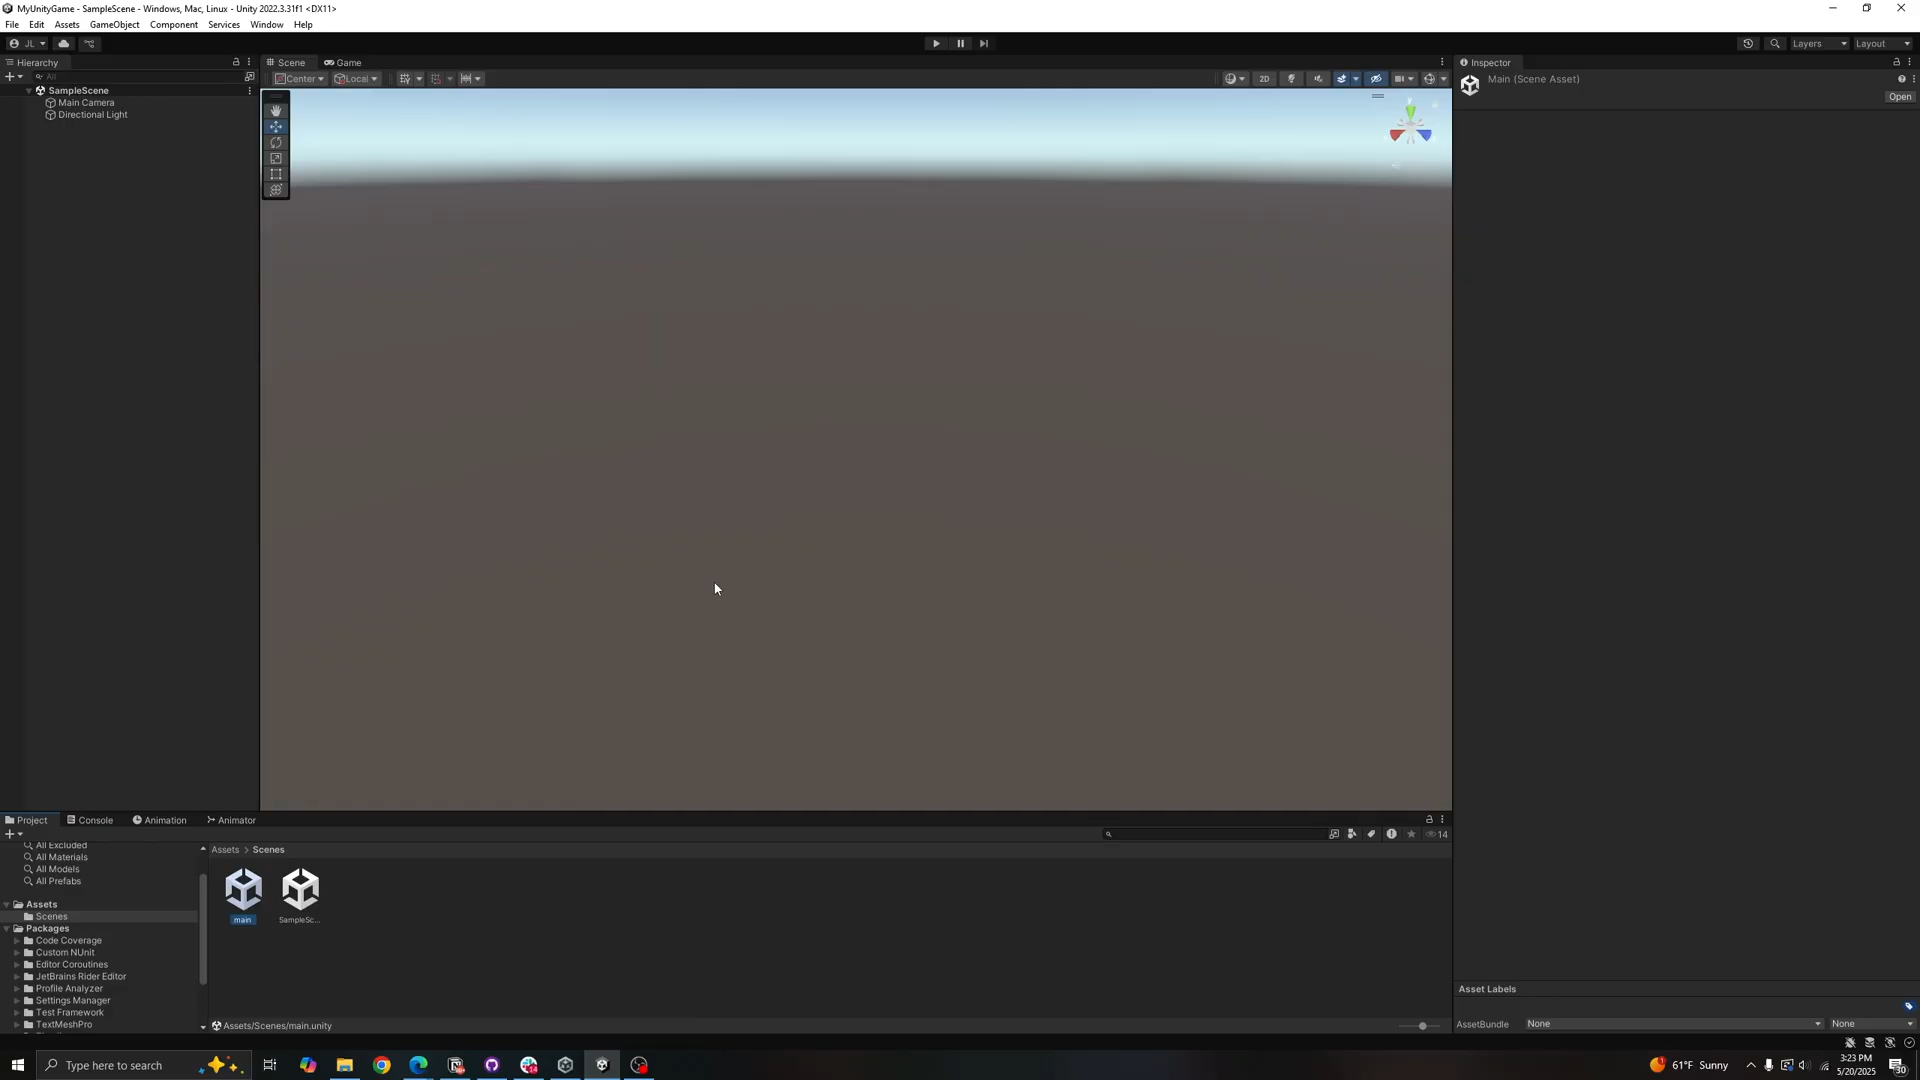 MyUnityGame - SampleScene - Windows, Mac, Linux - Unity 2022.3.31f1 <DX11>
File Edit Assets GameObject Component Services Window Help
JL Layers Layout
Hierarchy Scene Game Inspector
All Center Local 2D Main (Scene Asset)
SampleScene
Open
Main Camera
Directional Light
y
Project Console Animation Animator
14
All Excluded
Assets > Scenes
All Materials
All Models
All Prefabs
Assets
Scenes
main SampleSc...
Packages
Code Coverage
Custom NUnit
Editor Coroutines
JetBrains Rider Editor
Profile Analyzer
Asset Labels
Settings Manager
Test Framework
TextMeshPro
Assets/Scenes/main.unity
AssetBundle None None
Type here to search
61°F Sunny
3:23 PM
5/20/2025
30